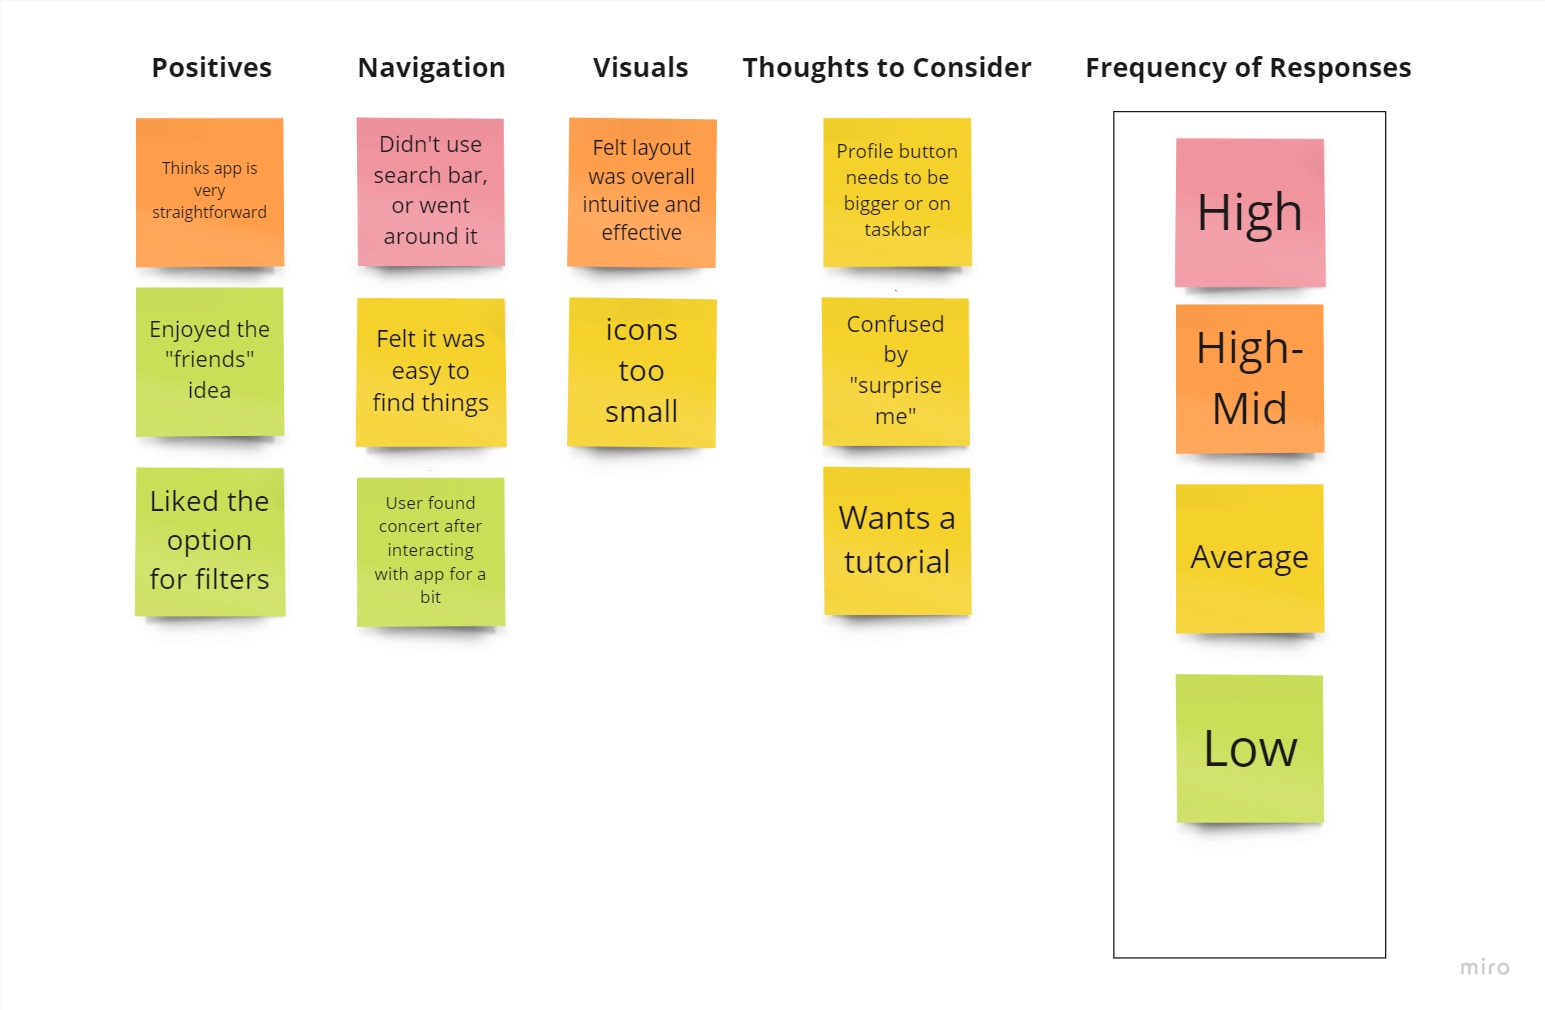 Positives
Navigation
Visuals
Thoughts to Consider
Frequency of Responses
Thinks app is
very
straightforward
Enjoyed the
"friends"
idea
Liked the
option
for filters
Didn't use
search bar,
or went
around it
Felt it was
easy to
find things
User found
concert after
interacting
with app for a
bit
Felt layout
was overall
intuitive and
effective
icons
too
small
Profile button
needs to be
bigger or on
taskbar
Confused
by
"surprise
me"
Wants a
tutorial
High
High-
Mid
Average
Low
miro